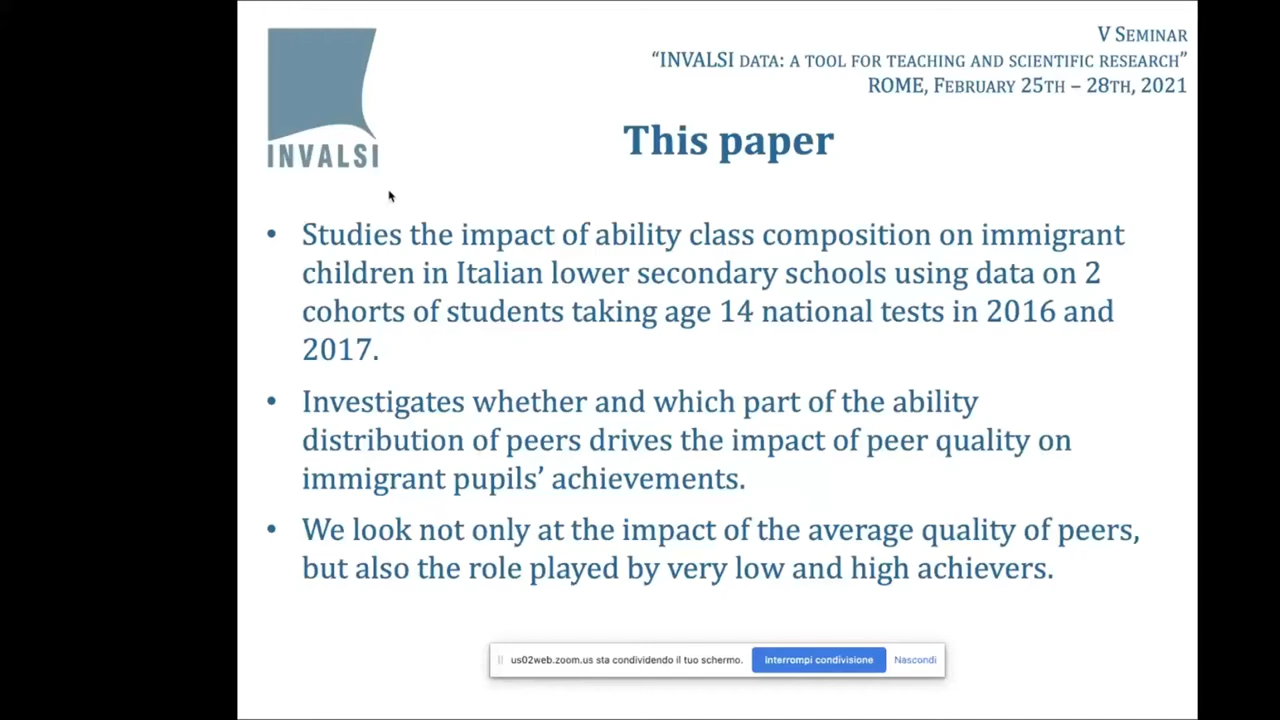 V SEMINAR
“INVALSI DATA: A TOOL FOR TEACHING AND SCIENTIFIC RESEARCH”
ROME, FEBRUARY 25TH – 28TH, 2021
INVALSI
This paper
• Studies the impact of ability class composition on immigrant
children in Italian lower secondary schools using data on 2
cohorts of students taking age 14 national tests in 2016 and
2017.
• Investigates whether and which part of the ability
distribution of peers drives the impact of peer quality on
immigrant pupils’ achievements.
• We look not only at the impact of the average quality of peers,
but also the role played by very low and high achievers.
us02web.zoom.us sta condividendo il tuo schermo. Interrompi condivisione Nascondi